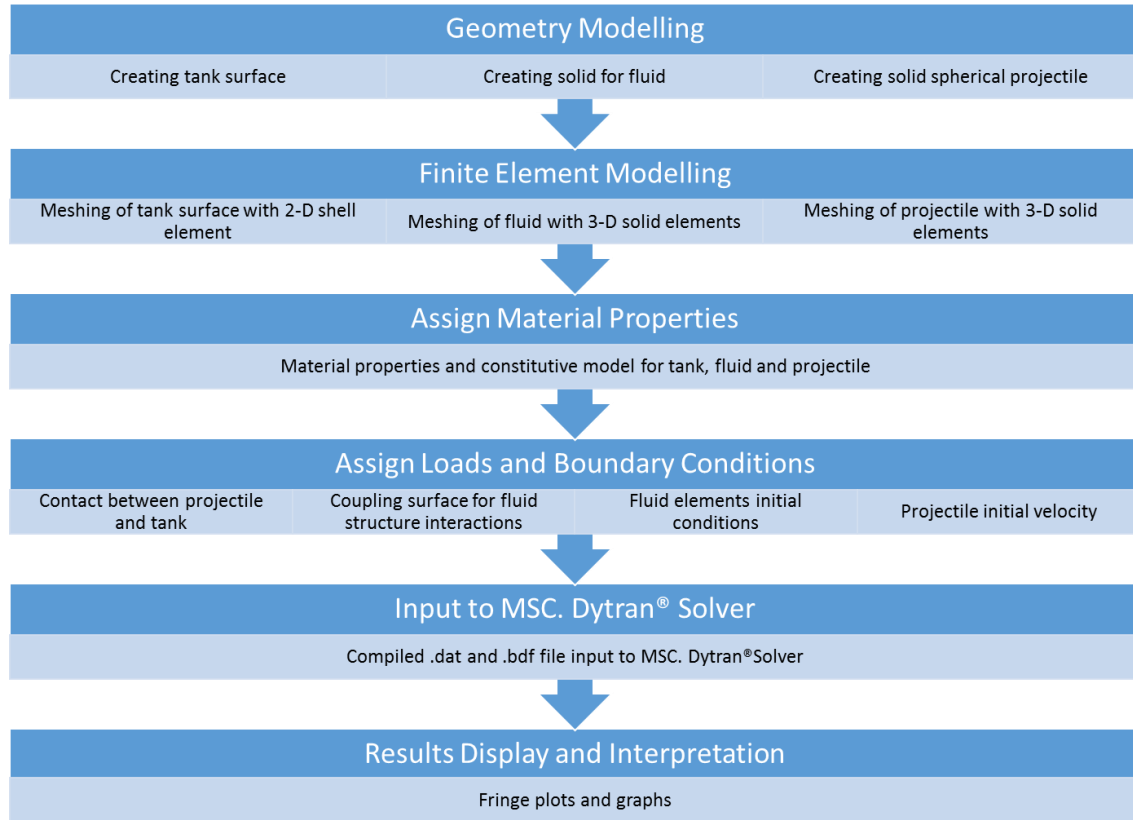 Geometry Modelling
Creating tank surface
Creating solid for fluid
Creating solid spherical projectile
Finite Element Modelling
Meshing of tank surface with 2-D shell
element
Meshing of fluid with 3-D solid elements
Meshing of projectile with 3-D solid
elements
Assign Material Properties
Material properties and constitutive model for tank, fluid and projectile
Assign Loads and Boundary Conditions
Contact between projectile
and tank
Coupling surface for fluid
structure interactions
Fluid elements initial
conditions
Projectile initial velocity
Input to MSC. Dytran® Solver
Compiled .dat and .bdf file input to MSC. Dytran®Solver
Results Display and Interpretation
Fringe plots and graphs